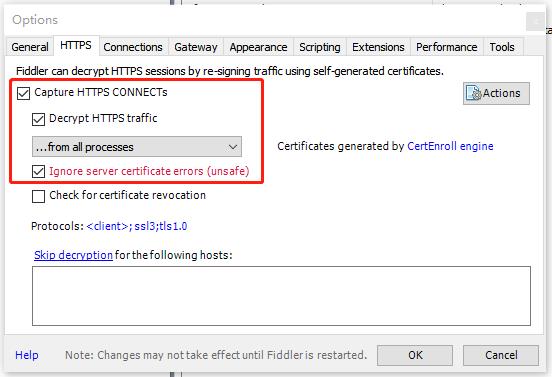 Options
General HTTPS Connections Gateway Appearance Scripting Extensions Performance Tools
Fiddler can decrypt HTTPS sessions by re-signing traffic using self-generated certificates.
Capture HTTPS CONNECTs
Actions
Decrypt HTTPS traffic
...from all processes
Certificates generated by CertEnroll engine
Ignore server certificate errors (unsafe)
Check for certificate revocation
Protocols: <client>; ssl3;tls1.0
Skip decryption for the following hosts:
Help Note: Changes may not take effect until Fiddler is restarted. OK Cancel